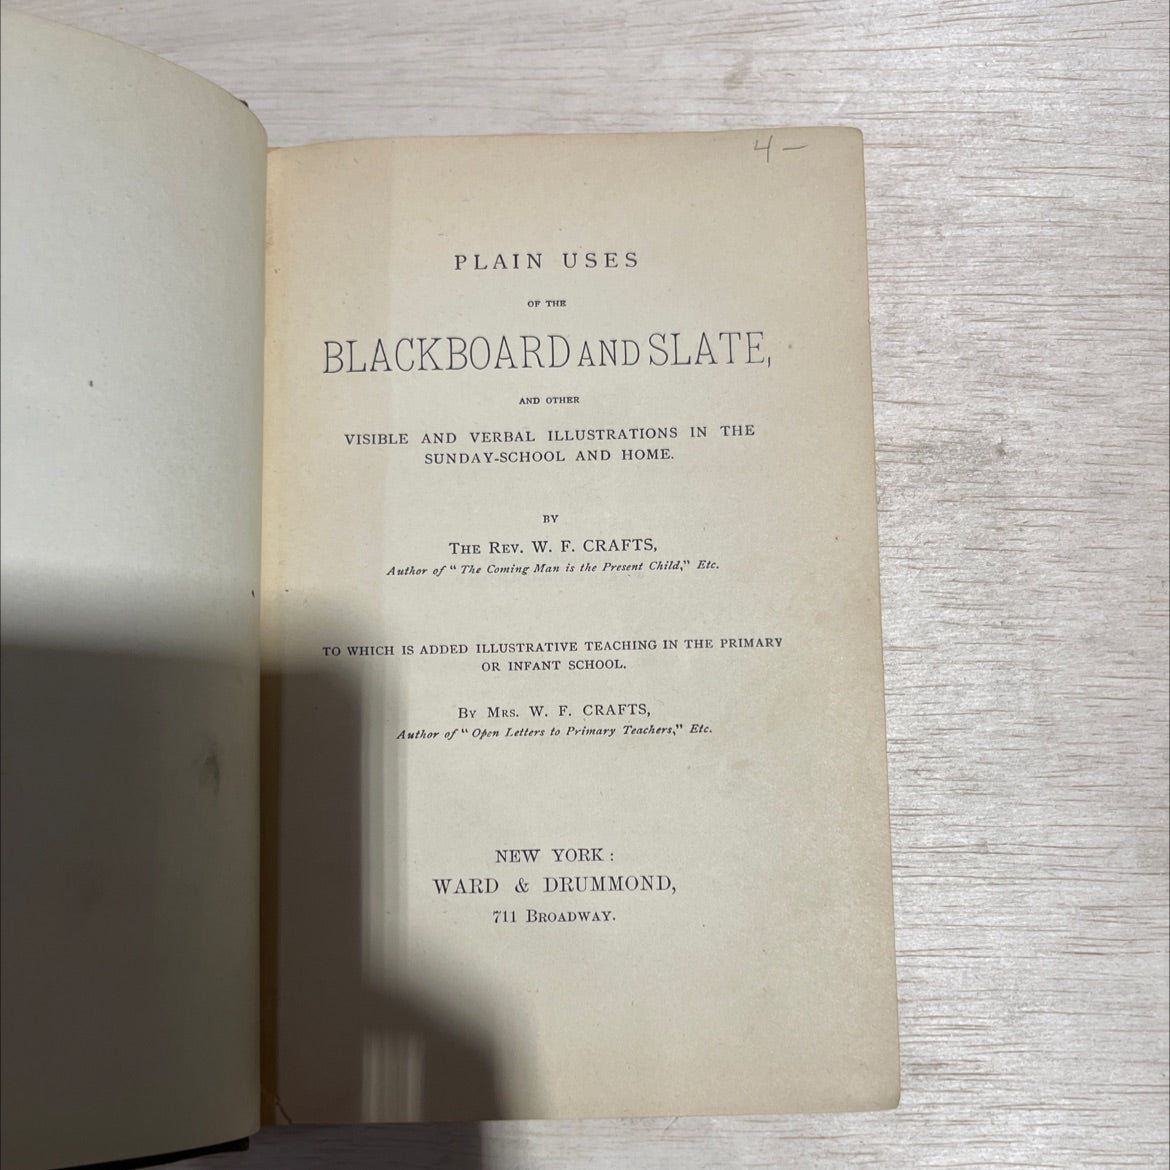 4 —
PLAIN USES
OF THE
BLACKBOARD AND SLATE,
AND OTHER
VISIBLE AND VERBAL ILLUSTRATIONS IN THE
SUNDAY-SCHOOL AND HOME.
BY
THE REV. W. F. CRAFTS,
Author of "The Coming Man is the Present Child," Etc.
TO WHICH IS ADDED ILLUSTRATIVE TEACHING IN THE PRIMARY
OR INFANT SCHOOL.
BY MRS. W. F. CRAFTS,
Author of "Open Letters to Primary Teachers," Etc.
NEW YORK:
WARD & DRUMMOND,
711 BROADWAY.